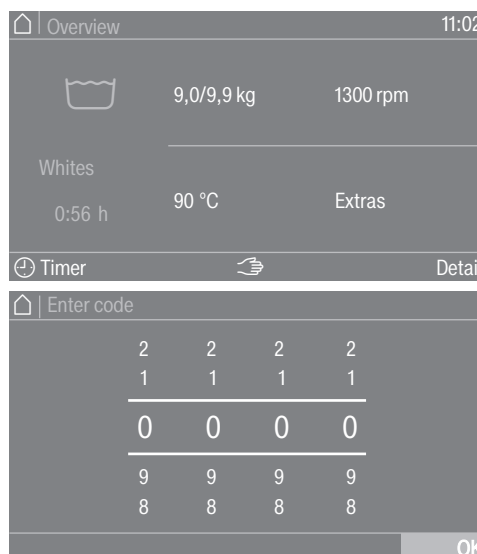 Overview 11:02
9,0/9,9 kg 1300 rpm
Whites
90 °C Extras
0:56 h
Timer Detai
Enter code
2 2 2 2
1 1 1 1
0 0 0 0
9 9 9 9
8 8 8 8
OK